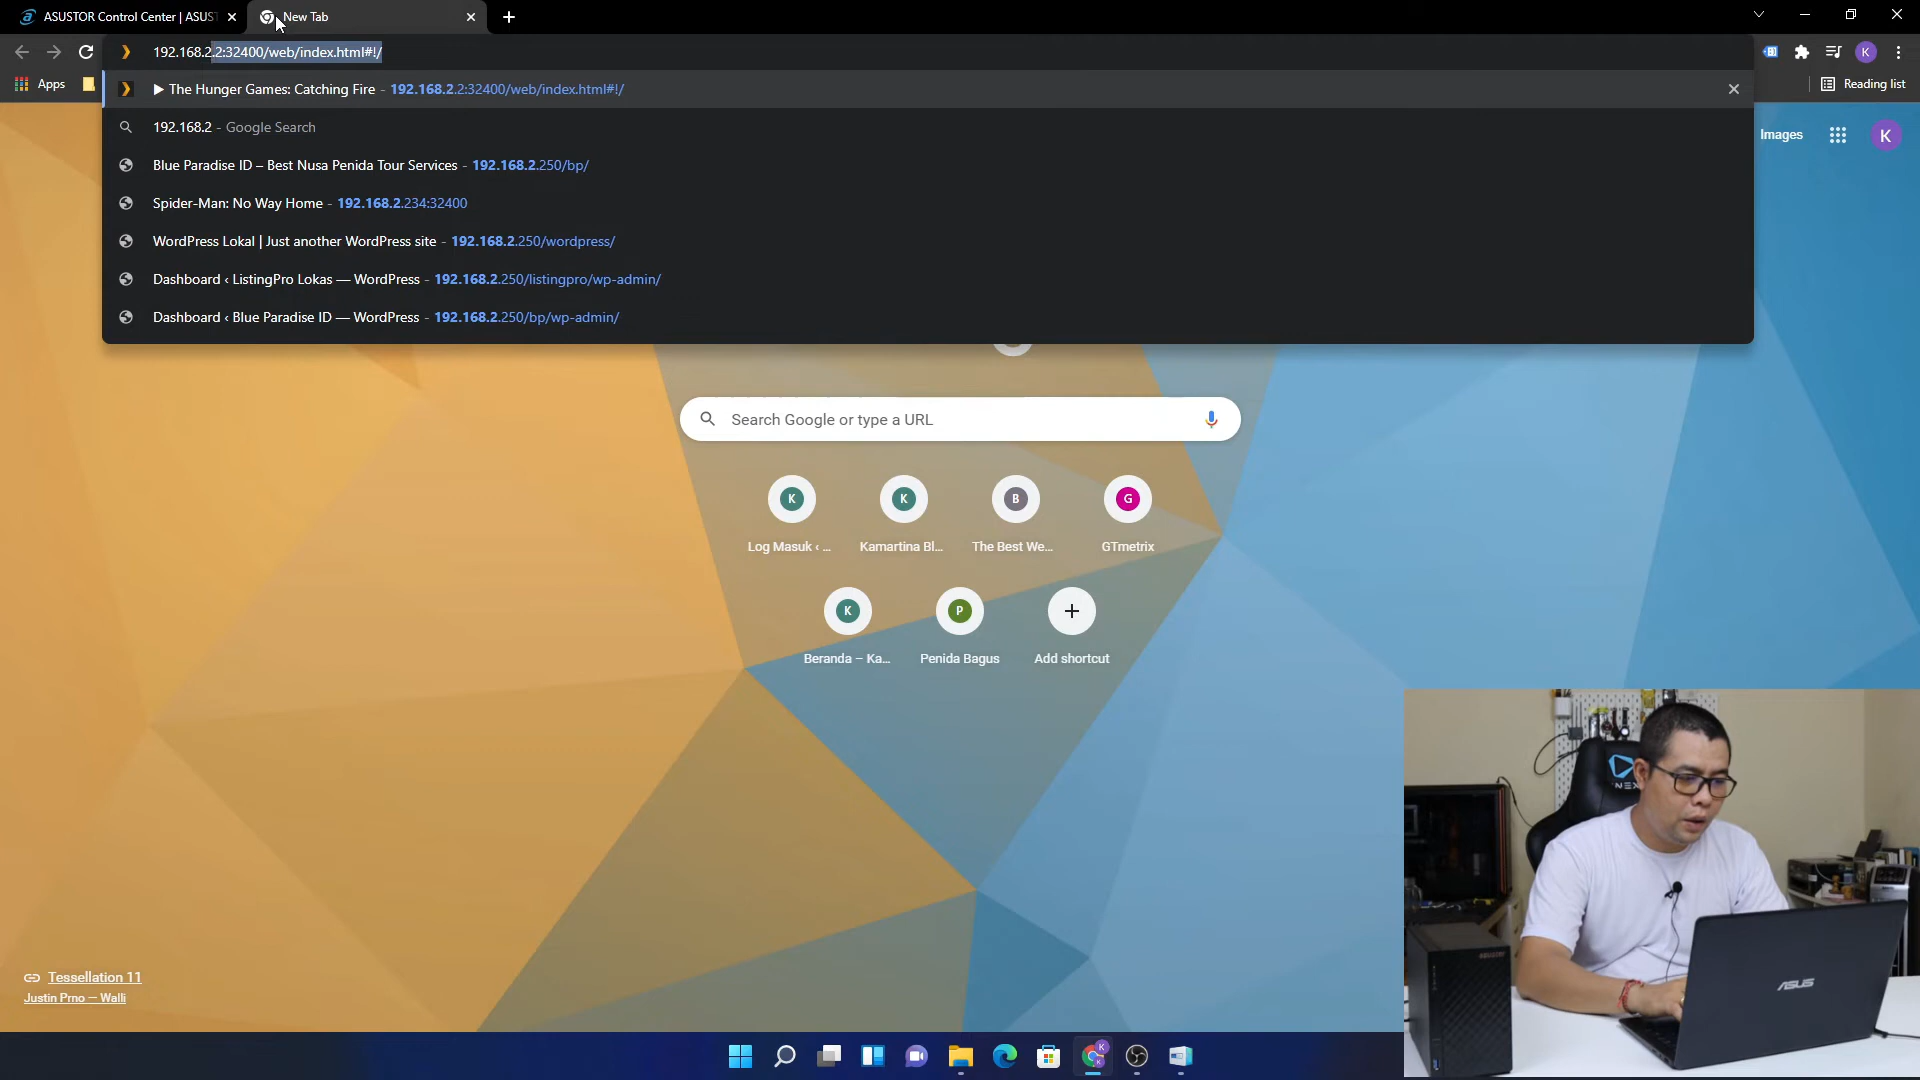 ASUSTOR Control Center | ASUST
New Tab
192.168.2.2:32400/web/index.html#!/
K
Apps
Reading list
▶ The Hunger Games: Catching Fire - 192.168.2.2:32400/web/index.html#!/
192.168.2 - Google Search
Images
K
Blue Paradise ID – Best Nusa Penida Tour Services - 192.168.2.250/bp/
Spider-Man: No Way Home - 192.168.2.234:32400
WordPress Lokal | Just another WordPress site - 192.168.2.250/wordpress/
Dashboard ‹ ListingPro Lokas — WordPress - 192.168.2.250/listingpro/wp-admin/
Dashboard ‹ Blue Paradise ID — WordPress - 192.168.2.250/bp/wp-admin/
Search Google or type a URL
K K B G
Log Masuk ‹ ... Kamartina Bl... The Best We... GTmetrix
K P
Beranda – Ka... Penida Bagus Add shortcut
NEX
asustor
Tessellation 11
ASUS
Justin Prno — Walli